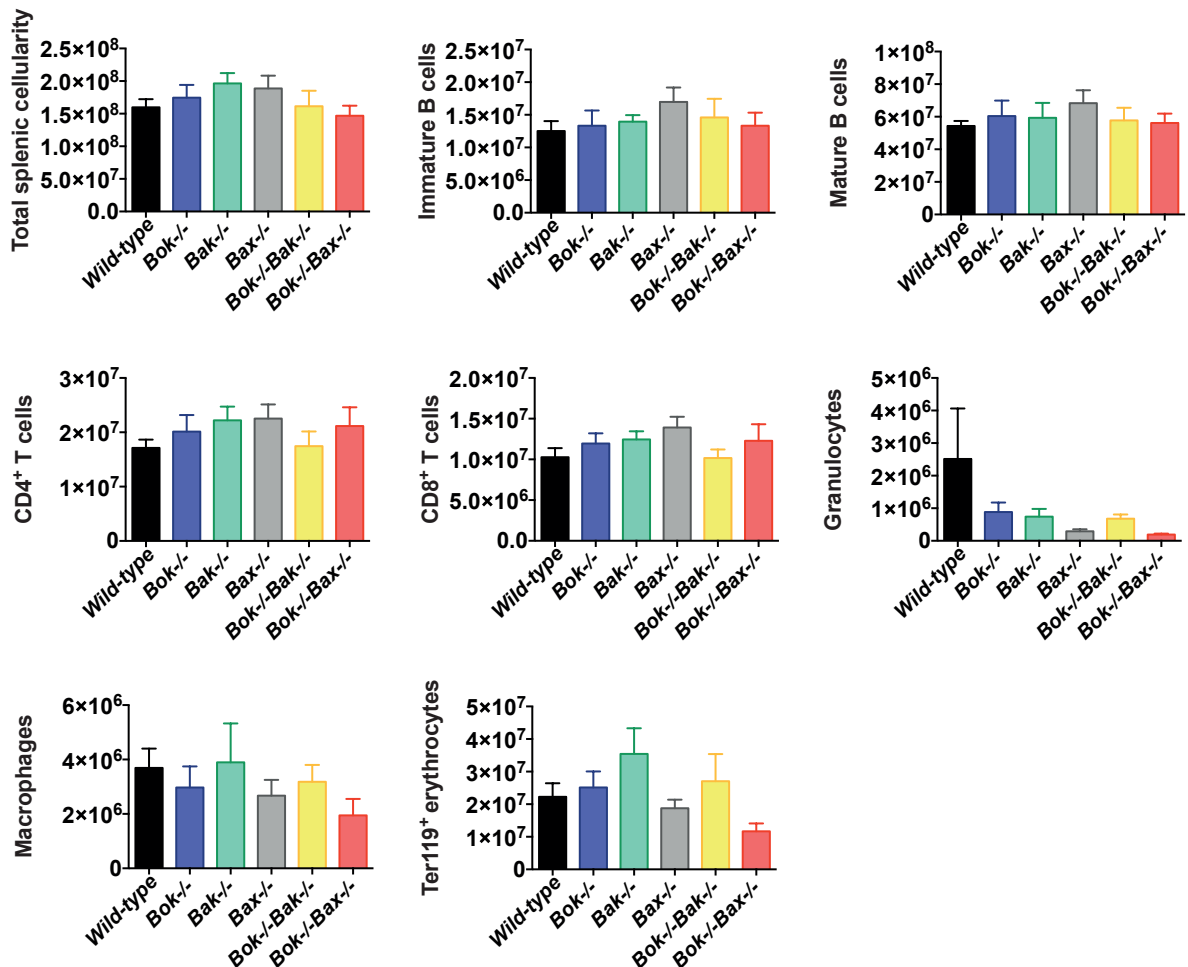 Total splenic cellularity
2.5×10⁸
2.0×10⁸
1.5×10⁸
1.0×10⁸
5.0×10⁷
0.0
Wild-type
Bok-/-
Bak-/-
Bax-/-
Bok-/-Bak-/-
Bok-/-Bax-/-
Immature B cells
2.5×10⁷
2.0×10⁷
1.5×10⁷
1.0×10⁷
5.0×10⁶
0.0
Wild-type
Bok-/-
Bak-/-
Bax-/-
Bok-/-Bak-/-
Bok-/-Bax-/-
Mature B cells
1×10⁸
8×10⁷
6×10⁷
4×10⁷
2×10⁷
0
Wild-type
Bok-/-
Bak-/-
Bax-/-
Bok-/-Bak-/-
Bok-/-Bax-/-
CD4⁺ T cells
3×10⁷
2×10⁷
1×10⁷
0
Wild-type
Bok-/-
Bak-/-
Bax-/-
Bok-/-Bak-/-
Bok-/-Bax-/-
CD8⁺ T cells
2.0×10⁷
1.5×10⁷
1.0×10⁷
5.0×10⁶
0.0
Wild-type
Bok-/-
Bak-/-
Bax-/-
Bok-/-Bak-/-
Bok-/-Bax-/-
Granulocytes
5×10⁶
4×10⁶
3×10⁶
2×10⁶
1×10⁶
0
Wild-type
Bok-/-
Bak-/-
Bax-/-
Bok-/-Bak-/-
Bok-/-Bax-/-
Macrophages
6×10⁶
4×10⁶
2×10⁶
0
Wild-type
Bok-/-
Bak-/-
Bax-/-
Bok-/-Bak-/-
Bok-/-Bax-/-
Ter119⁺ erythrocytes
5×10⁷
4×10⁷
3×10⁷
2×10⁷
1×10⁷
0
Wild-type
Bok-/-
Bak-/-
Bax-/-
Bok-/-Bak-/-
Bok-/-Bax-/-